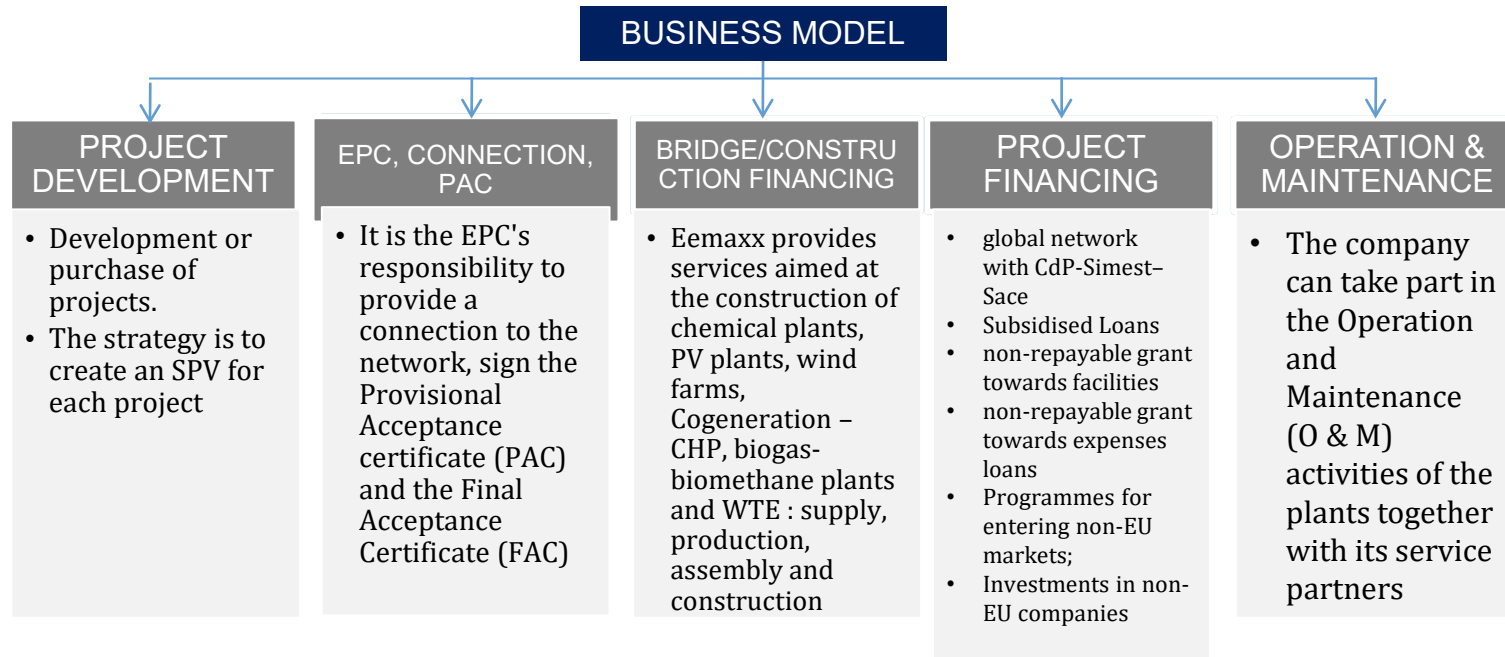 BUSINESS MODEL
PROJECT
DEVELOPMENT
• Development or
purchase of
projects.
• The strategy is to
create an SPV for
each project
EPC, CONNECTION,
PAC
• It is the EPC's
responsibility to
provide a
connection to the
network, sign the
Provisional
Acceptance
certificate (PAC)
and the Final
Acceptance
Certificate (FAC)
BRIDGE/CONSTRU
CTION FINANCING
• Eemaxx provides
services aimed at
the construction of
chemical plants,
PV plants, wind
farms,
Cogeneration –
CHP, biogas-
biomethane plants
and WTE : supply,
production,
assembly and
construction
PROJECT
FINANCING
• global network
with CdP-Simest–
Sace
• Subsidised Loans
• non-repayable grant
towards facilities
• non-repayable grant
towards expenses
loans
• Programmes for
entering non-EU
markets;
• Investments in non-
EU companies
OPERATION &
MAINTENANCE
• The company
can take part in
the Operation
and
Maintenance
(O & M)
activities of the
plants together
with its service
partners